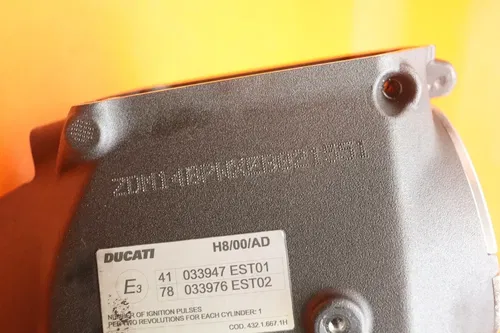 DUCATI H8/00/AD
E3 41 033947 EST01
78 033976 EST02
NUMBER OF IGNITION PULSES
PER TWO REVOLUTIONS FOR EACH CYLINDER: 1
COD. 432.1.667.1H